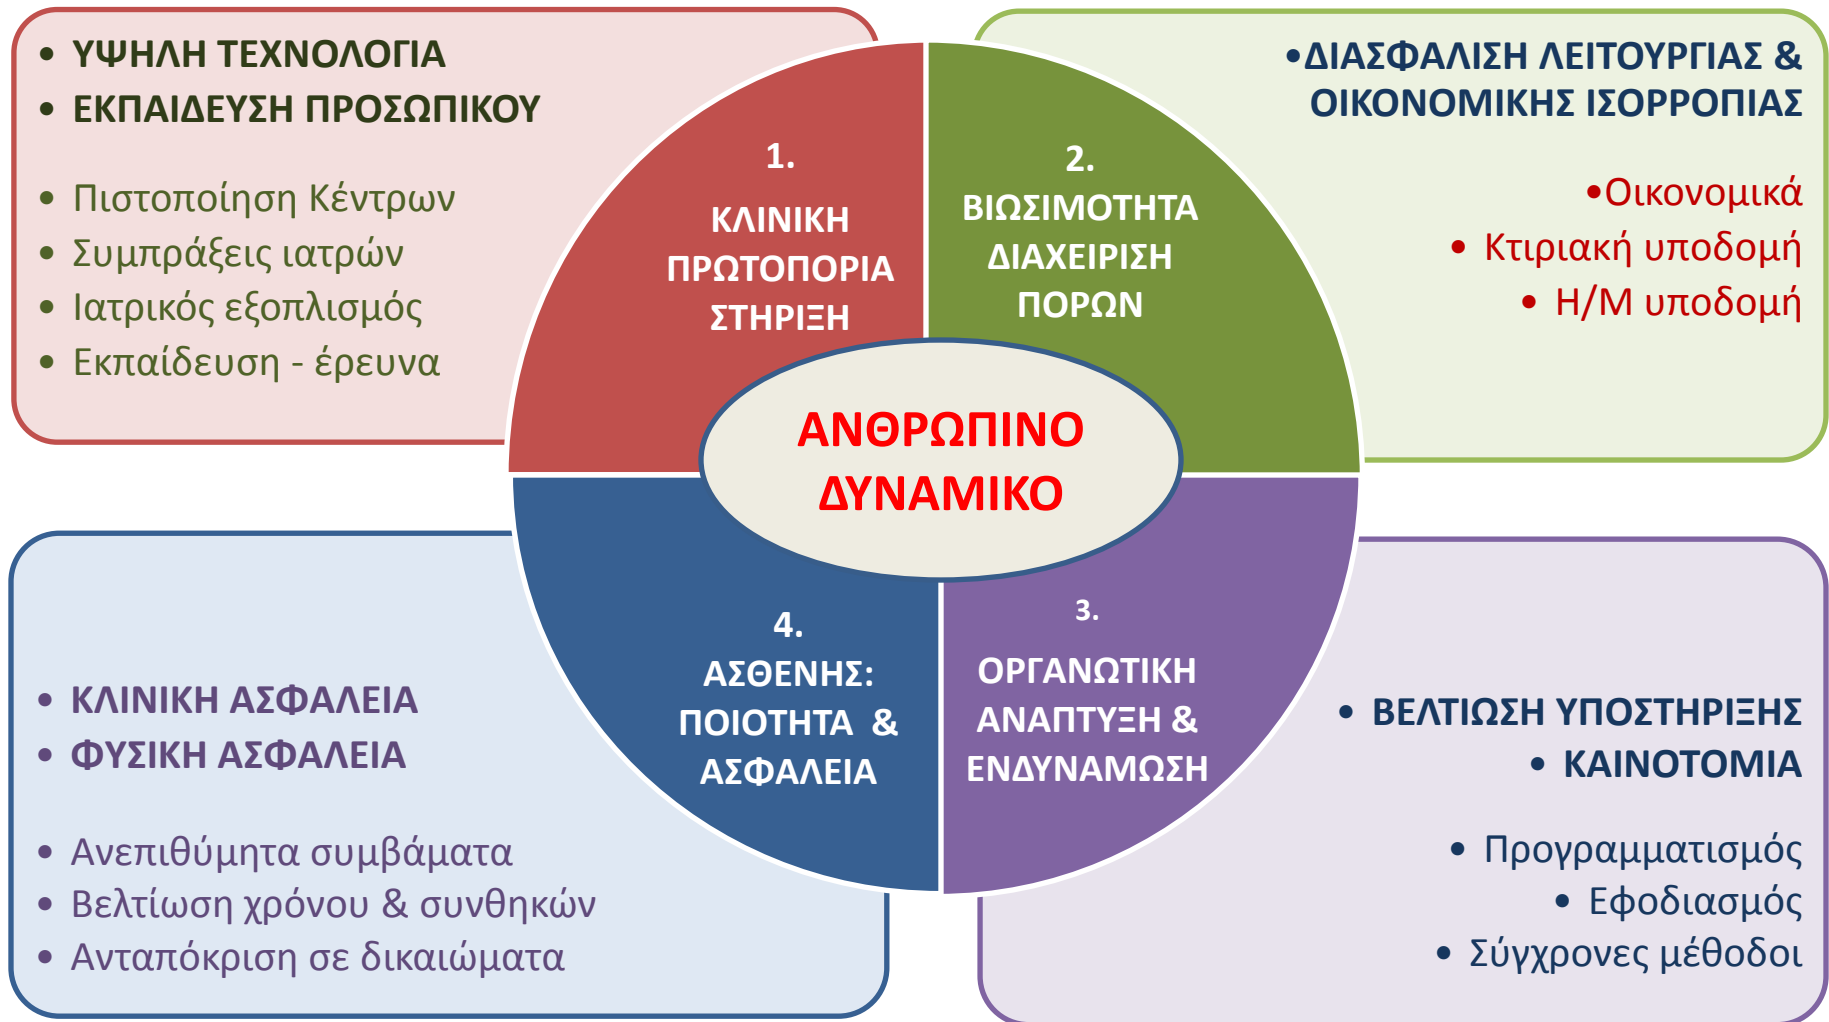 • ΥΨΗΛΗ ΤΕΧΝΟΛΟΓΙΑ
• ΕΚΠΑΙΔΕΥΣΗ ΠΡΟΣΩΠΙΚΟΥ
• Πιστοποίηση Κέντρων
• Συμπράξεις ιατρών
• Ιατρικός εξοπλισμός
• Εκπαίδευση - έρευνα
1.
ΚΛΙΝΙΚΗ
ΠΡΩΤΟΠΟΡΙΑ
ΣΤΗΡΙΞΗ
2.
ΒΙΩΣΙΜΟΤΗΤΑ
ΔΙΑΧΕΙΡΙΣΗ
ΠΟΡΩΝ
•ΔΙΑΣΦΑΛΙΣΗ ΛΕΙΤΟΥΡΓΙΑΣ &
ΟΙΚΟΝΟΜΙΚΗΣ ΙΣΟΡΡΟΠΙΑΣ
•Οικονομικά
• Κτιριακή υποδομή
• Η/Μ υποδομή
ΑΝΘΡΩΠΙΝΟ
ΔΥΝΑΜΙΚΟ
• ΚΛΙΝΙΚΗ ΑΣΦΑΛΕΙΑ
• ΦΥΣΙΚΗ ΑΣΦΑΛΕΙΑ
• Ανεπιθύμητα συμβάματα
• Βελτίωση χρόνου & συνθηκών
• Ανταπόκριση σε δικαιώματα
4.
ΑΣΘΕΝΗΣ:
ΠΟΙΟΤΗΤΑ &
ΑΣΦΑΛΕΙΑ
3.
ΟΡΓΑΝΩΤΙΚΗ
ΑΝΑΠΤΥΞΗ &
ΕΝΔΥΝΑΜΩΣΗ
• ΒΕΛΤΙΩΣΗ ΥΠΟΣΤΗΡΙΞΗΣ
• ΚΑΙΝΟΤΟΜΙΑ
• Προγραμματισμός
• Εφοδιασμός
• Σύγχρονες μέθοδοι